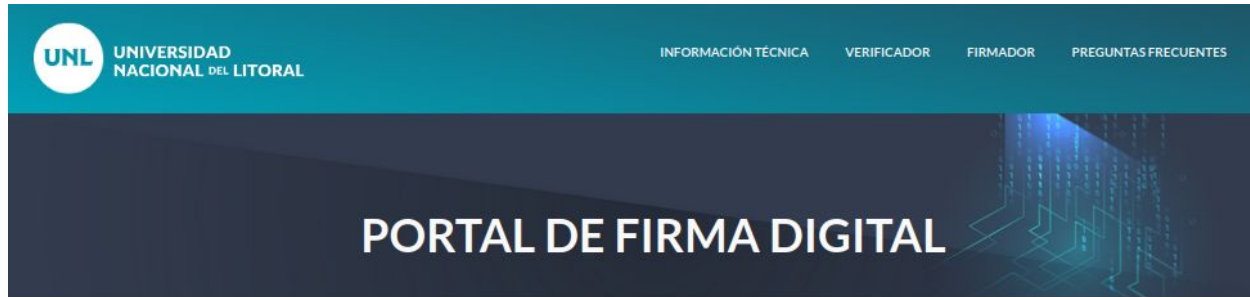 UNL
UNIVERSIDAD
NACIONAL DEL LITORAL
INFORMACIÓN TÉCNICA VERIFICADOR FIRMADOR PREGUNTAS FRECUENTES
PORTAL DE FIRMA DIGITAL